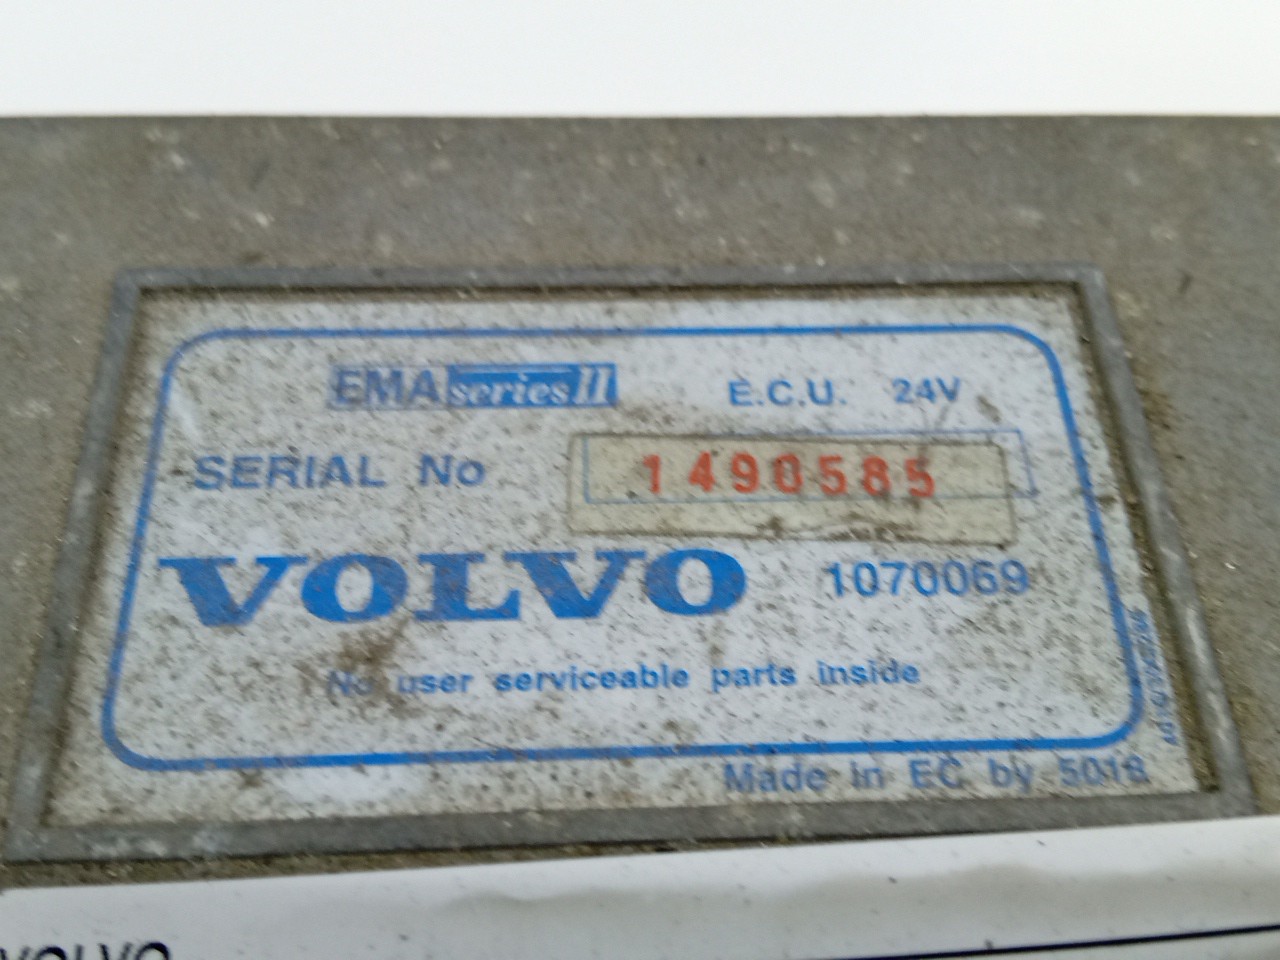 EMA series II E.C.U. 24V
SERIAL No 1490585
VOLVO 1070069
No user serviceable parts inside
Made in EC by 5018
VOLVO